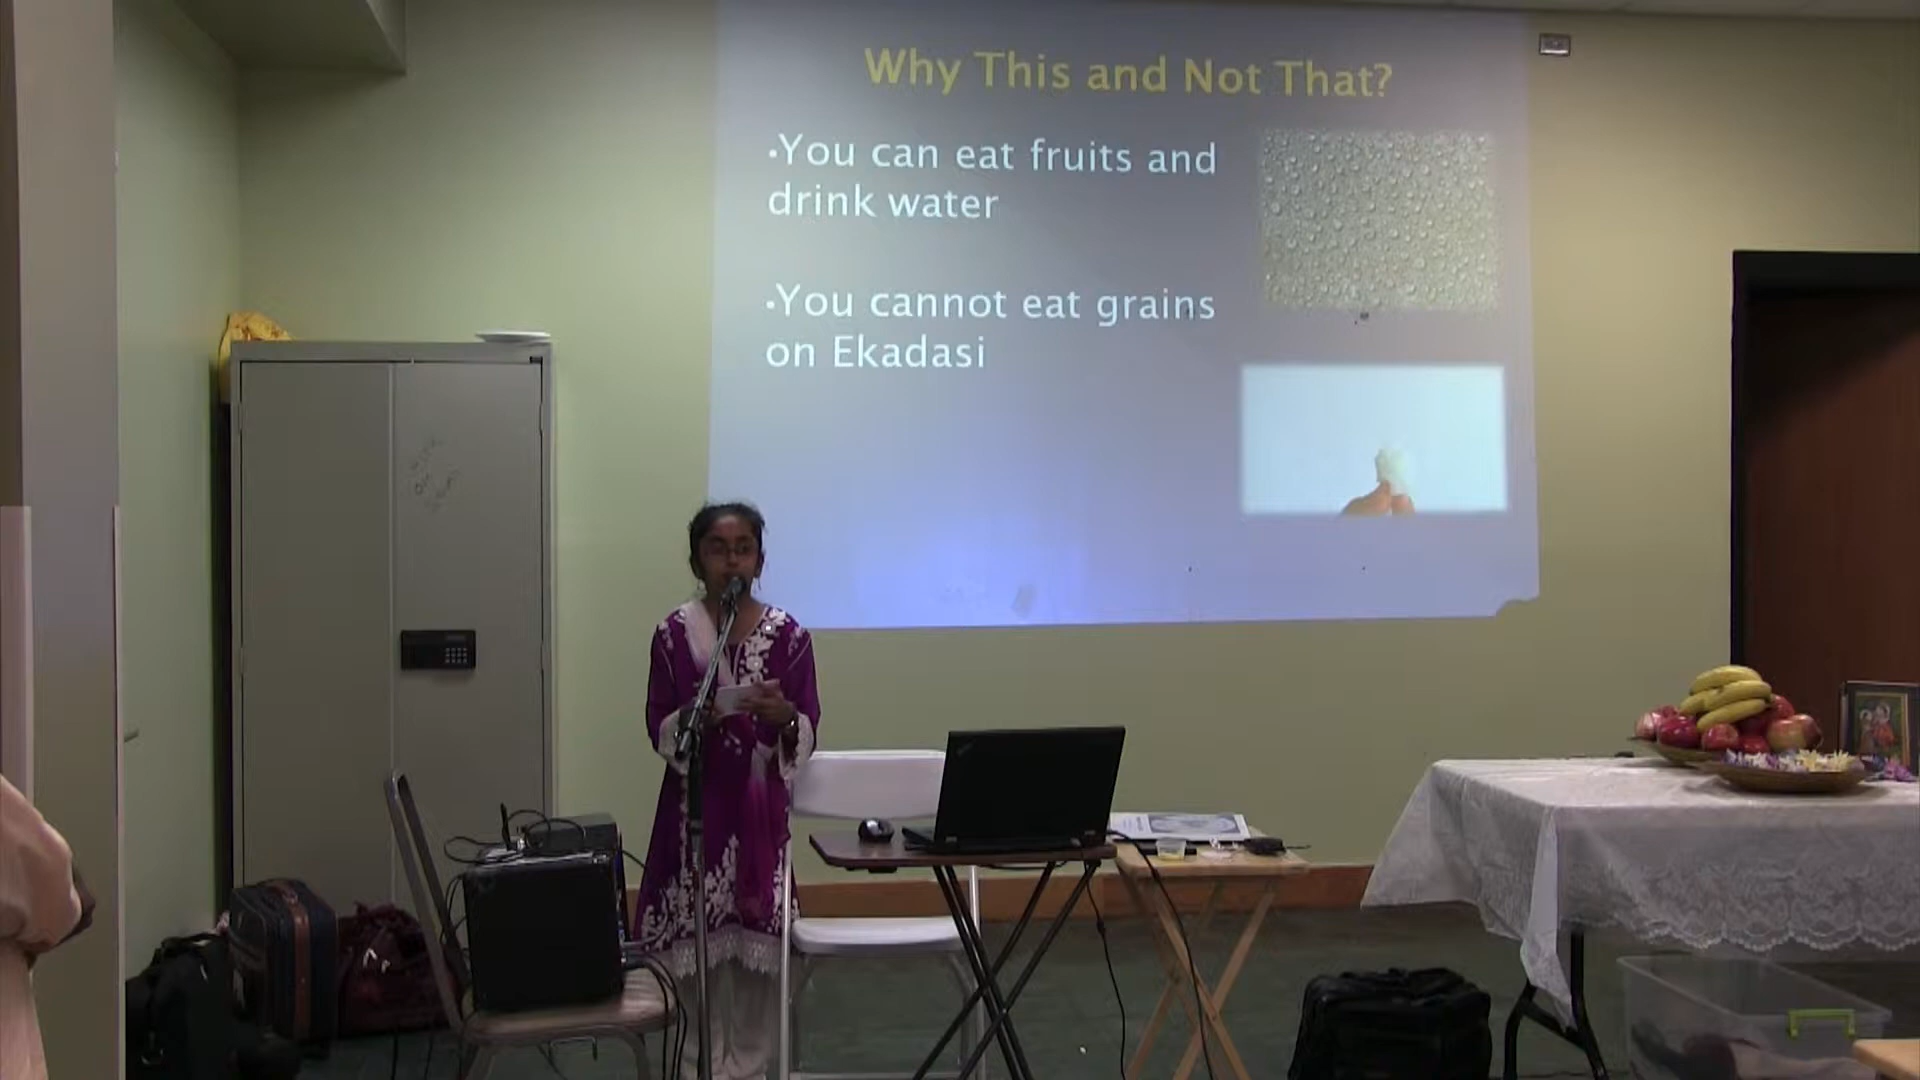 Why This and Not That?
•You can eat fruits and
drink water
•You cannot eat grains
on Ekadasi